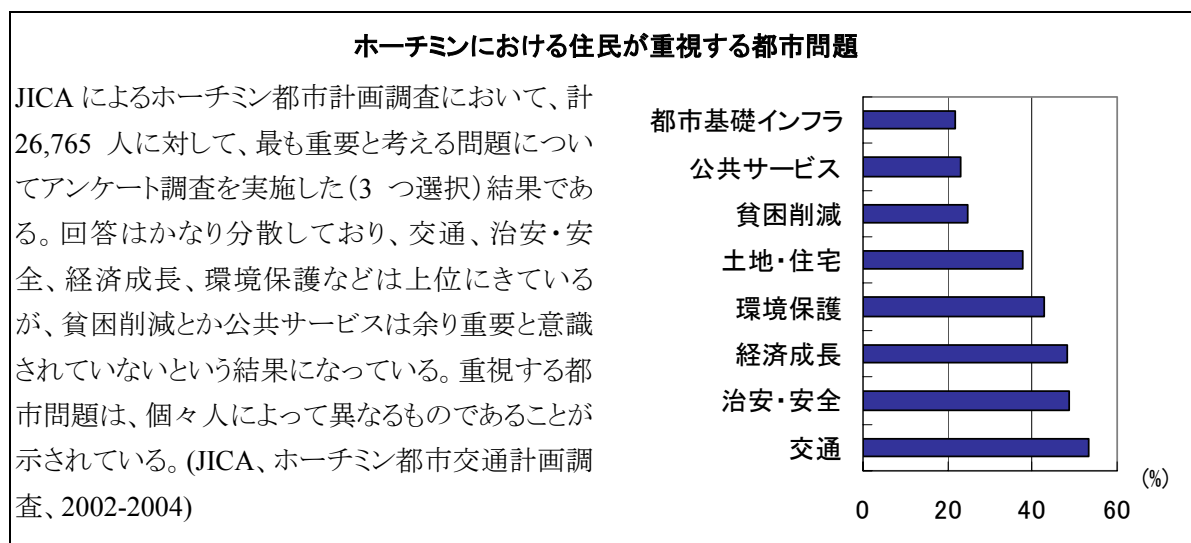 ホーチミンにおける住民が重視する都市問題
JICA によるホーチミン都市計画調査において、計
26,765 人に対して、最も重要と考える問題につい
てアンケート調査を実施した（3 つ選択）結果であ
る。回答はかなり分散しており、交通、治安・安
全、経済成長、環境保護などは上位にきている
が、貧困削減とか公共サービスは余り重要と意識
されていないという結果になっている。重視する都
市問題は、個々人によって異なるものであることが
示されている。(JICA、ホーチミン都市交通計画調
査、2002-2004)
都市基礎インフラ
公共サービス
貧困削減
土地・住宅
環境保護
経済成長
治安・安全
交通
(%)
0 20 40 60